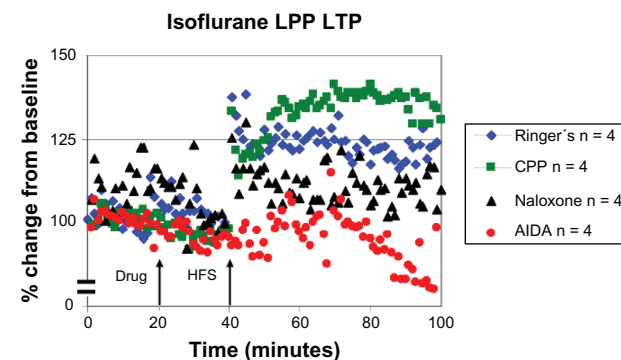 Isoflurane LPP LTP
% change from baseline
150
125
100
0
Drug
HFS
0
20
40
60
80
100
Time (minutes)
Ringer´s n = 4
CPP n = 4
Naloxone n = 4
AIDA n = 4